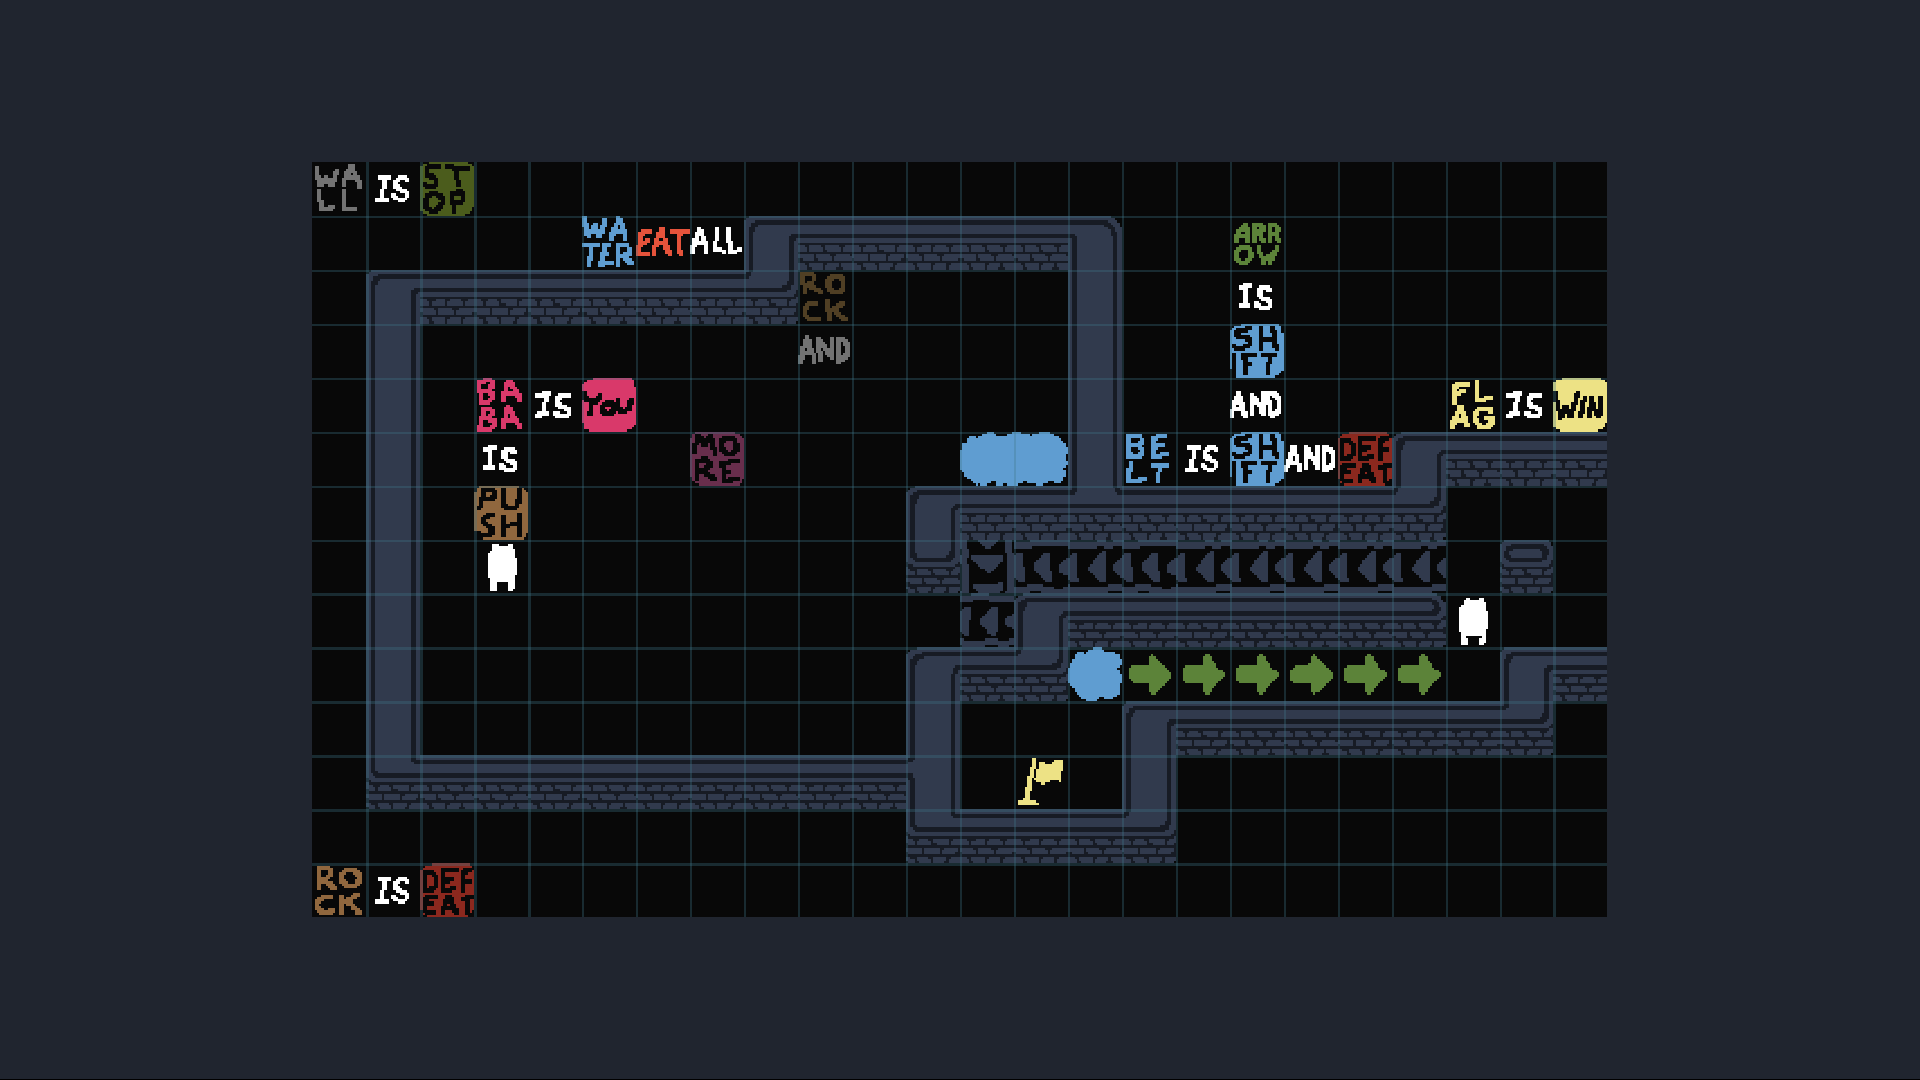 WALL IS STOP
WATER EAT ALL
ARROW
ROCK
IS
AND
SHIFT
BABA IS YOU
AND
FLAG IS WIN
IS
MORE
BELT IS SHIFT AND DEFEAT
PUSH
ROCK IS DEFEAT